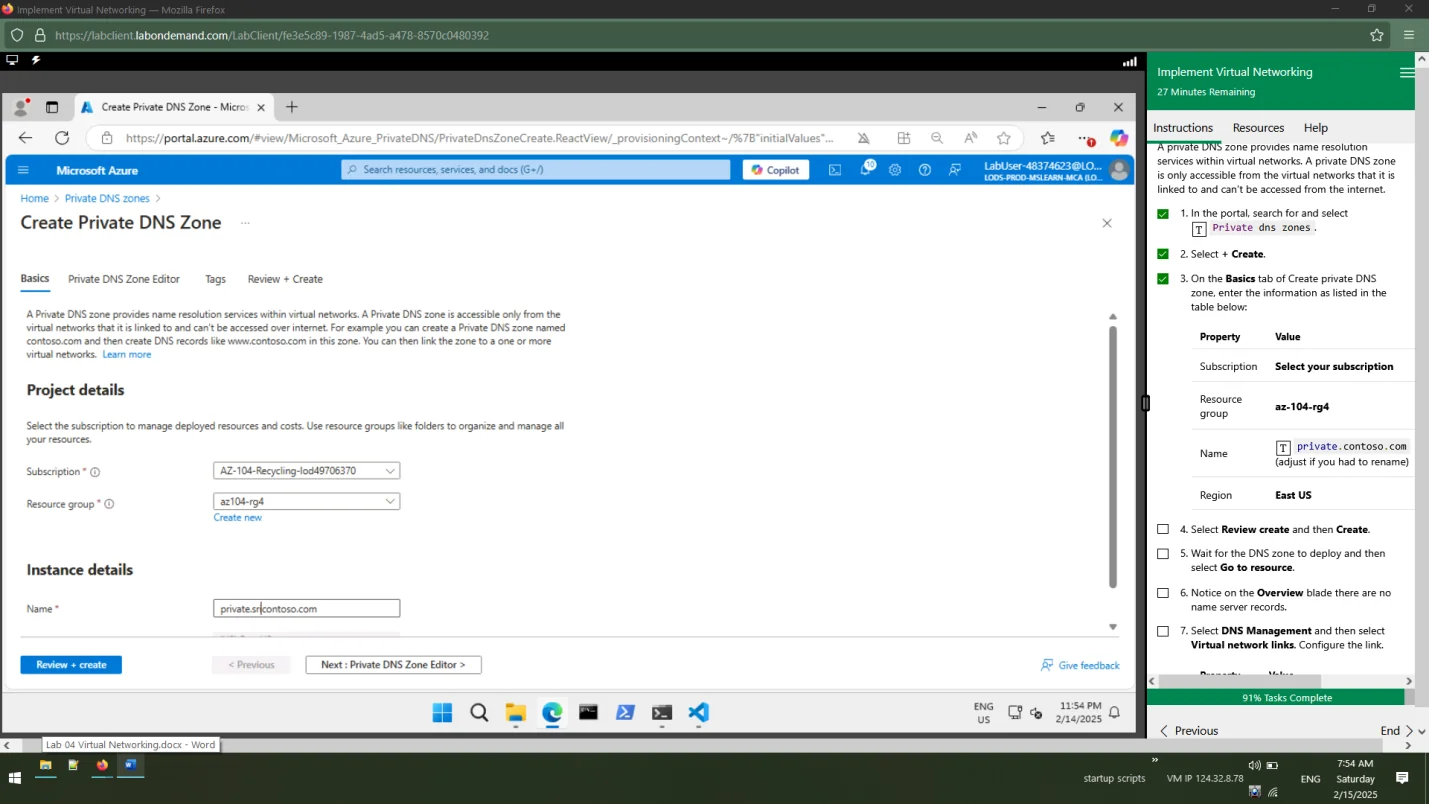 Implement Virtual Networking — Mozilla Firefox
https://labclient.labondemand.com/LabClient/fe3e5c89-1987-4ad5-a478-8570c0480392
Create Private DNS Zone - Micros
https://portal.azure.com/#view/Microsoft_Azure_PrivateDNS/PrivateDnsZoneCreate.ReactView/_provisioningContext~/%7B"initialValues"...
Microsoft Azure
Search resources, services, and docs (G+/)
Copilot
10
LabUser-48374623@LO...
LODS-PROD-MSLEARN-MCA (LO...
Home > Private DNS zones >
Create Private DNS Zone ...
Basics Private DNS Zone Editor Tags Review + Create
A Private DNS zone provides name resolution services within virtual networks. A Private DNS zone is accessible only from the
virtual networks that it is linked to and can't be accessed over internet. For example you can create a Private DNS zone named
contoso.com and then create DNS records like www.contoso.com in this zone. You can then link the zone to a one or more
virtual networks. Learn more
Project details
Select the subscription to manage deployed resources and costs. Use resource groups like folders to organize and manage all
your resources.
Subscription * AZ-104-Recycling-lod49706370
Resource group * az104-rg4
Create new
Instance details
Name * private.sricontoso.com
Review + create < Previous Next : Private DNS Zone Editor > Give feedback
ENG
US
11:54 PM
2/14/2025
Implement Virtual Networking
27 Minutes Remaining
Instructions Resources Help
A private DNS zone provides name resolution
services within virtual networks. A private DNS zone
is only accessible from the virtual networks that it is
linked to and can't be accessed from the internet.
1. In the portal, search for and select
T Private dns zones .
2. Select + Create.
3. On the Basics tab of Create private DNS
zone, enter the information as listed in the
table below:
Property Value
Subscription Select your subscription
Resource
group az-104-rg4
Name T private.contoso.com
(adjust if you had to rename)
Region East US
4. Select Review create and then Create.
5. Wait for the DNS zone to deploy and then
select Go to resource.
6. Notice on the Overview blade there are no
name server records.
7. Select DNS Management and then select
Virtual network links. Configure the link.
Property Value
91% Tasks Complete
< Previous End >
Lab 04 Virtual Networking.docx - Word
startup scripts
VM IP 124.32.8.78
ENG
7:54 AM
Saturday
2/15/2025